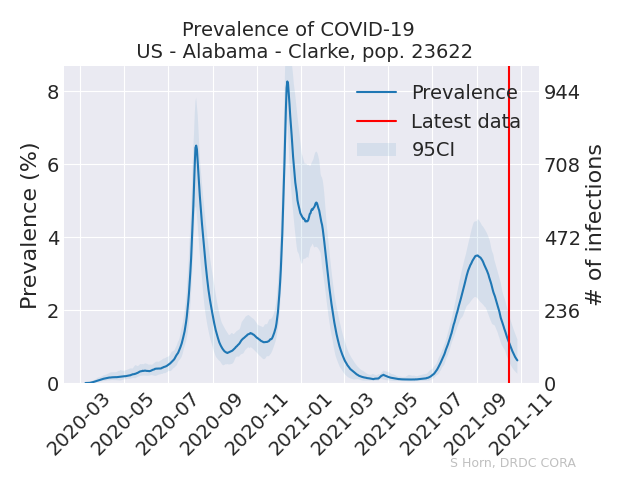 Prevalence of COVID-19
US - Alabama - Clarke, pop. 23622
Prevalence (%)
8
6
4
2
0
Prevalence
Latest data
95CI
944
708
472
236
0
# of infections
2020-03
2020-05
2020-07
2020-09
2020-11
2021-01
2021-03
2021-05
2021-07
2021-09
2021-11
S Horn, DRDC CORA